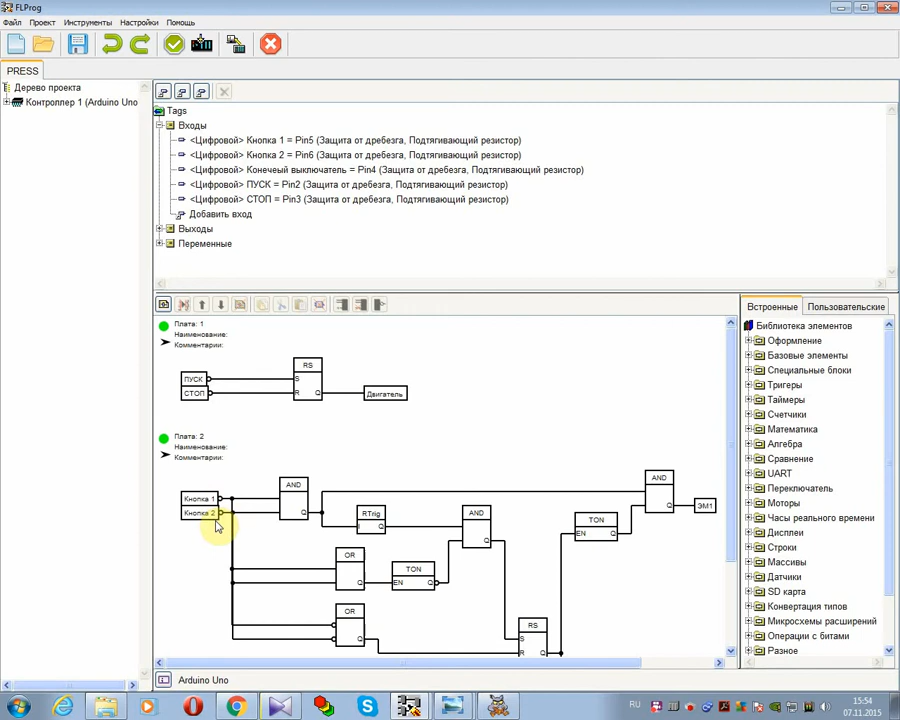 FLProg
Файл Проект Инструменты Настройки Помощь
PRESS
Дерево проекта
Контроллер 1 (Arduino Uno
Tags
Входы
<Цифровой> Кнопка 1 = Pin5 (Защита от дребезга, Подтягивающий резистор)
<Цифровой> Кнопка 2 = Pin6 (Защита от дребезга, Подтягивающий резистор)
<Цифровой> Конечеый выключатель = Pin4 (Защита от дребезга, Подтягивающий резистор)
<Цифровой> ПУСК = Pin2 (Защита от дребезга, Подтягивающий резистор)
<Цифровой> СТОП = Pin3 (Защита от дребезга, Подтягивающий резистор)
Добавить вход
Выходы
Переменные
Плата: 1
Наименование:
Комментарии:
RS
ПУСК S
СТОП R Q Двигатель
Плата: 2
Наименование:
Комментарии:
AND
AND
Кнопка 1
Кнопка 2 Q
Q ЭМ1
RTrig
I Q
AND
Q
TON
EN Q
OR
Q
TON
EN Q
OR
Q
RS
S
R Q
Встроенные Пользовательские
Библиотека элементов
Оформление
Базовые элементы
Специальные блоки
Тригеры
Таймеры
Счетчики
Математика
Алгебра
Сравнение
UART
Переключатель
Моторы
Часы реального времени
Дисплеи
Строки
Массивы
Датчики
SD карта
Конвертация типов
Микросхемы расширений
Операции с битами
Разное
Arduino Uno
RU
15:54
07.11.2015